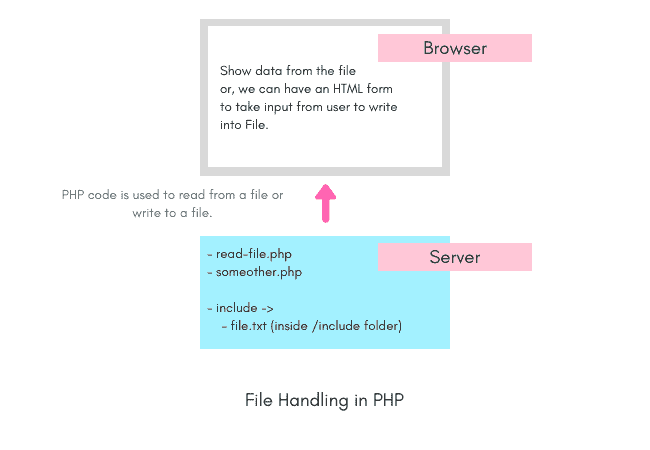 Browser
Show data from the file
or, we can have an HTML form
to take input from user to write
into File.
PHP code is used to read from a file or
write to a file.
Server
- read-file.php
- someother.php
- include ->
- file.txt (inside /include folder)
File Handling in PHP